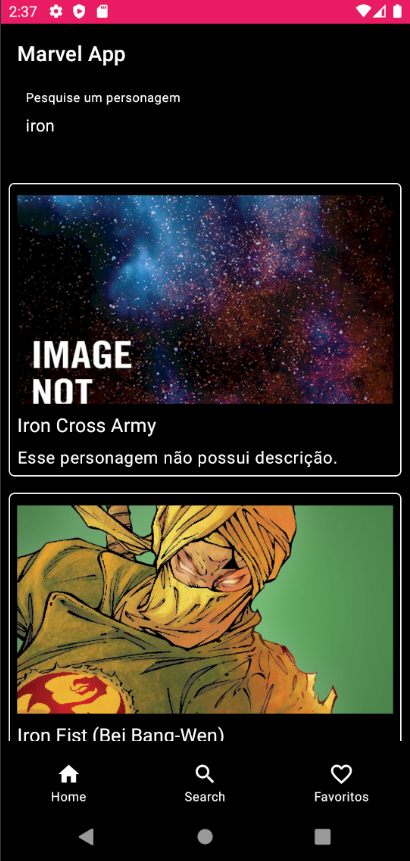 2:37
Marvel App
Pesquise um personagem
iron
IMAGE
NOT
Iron Cross Army
Esse personagem não possui descrição.
Iron Fist (Bei Bang-Wen)
Home
Search
Favoritos